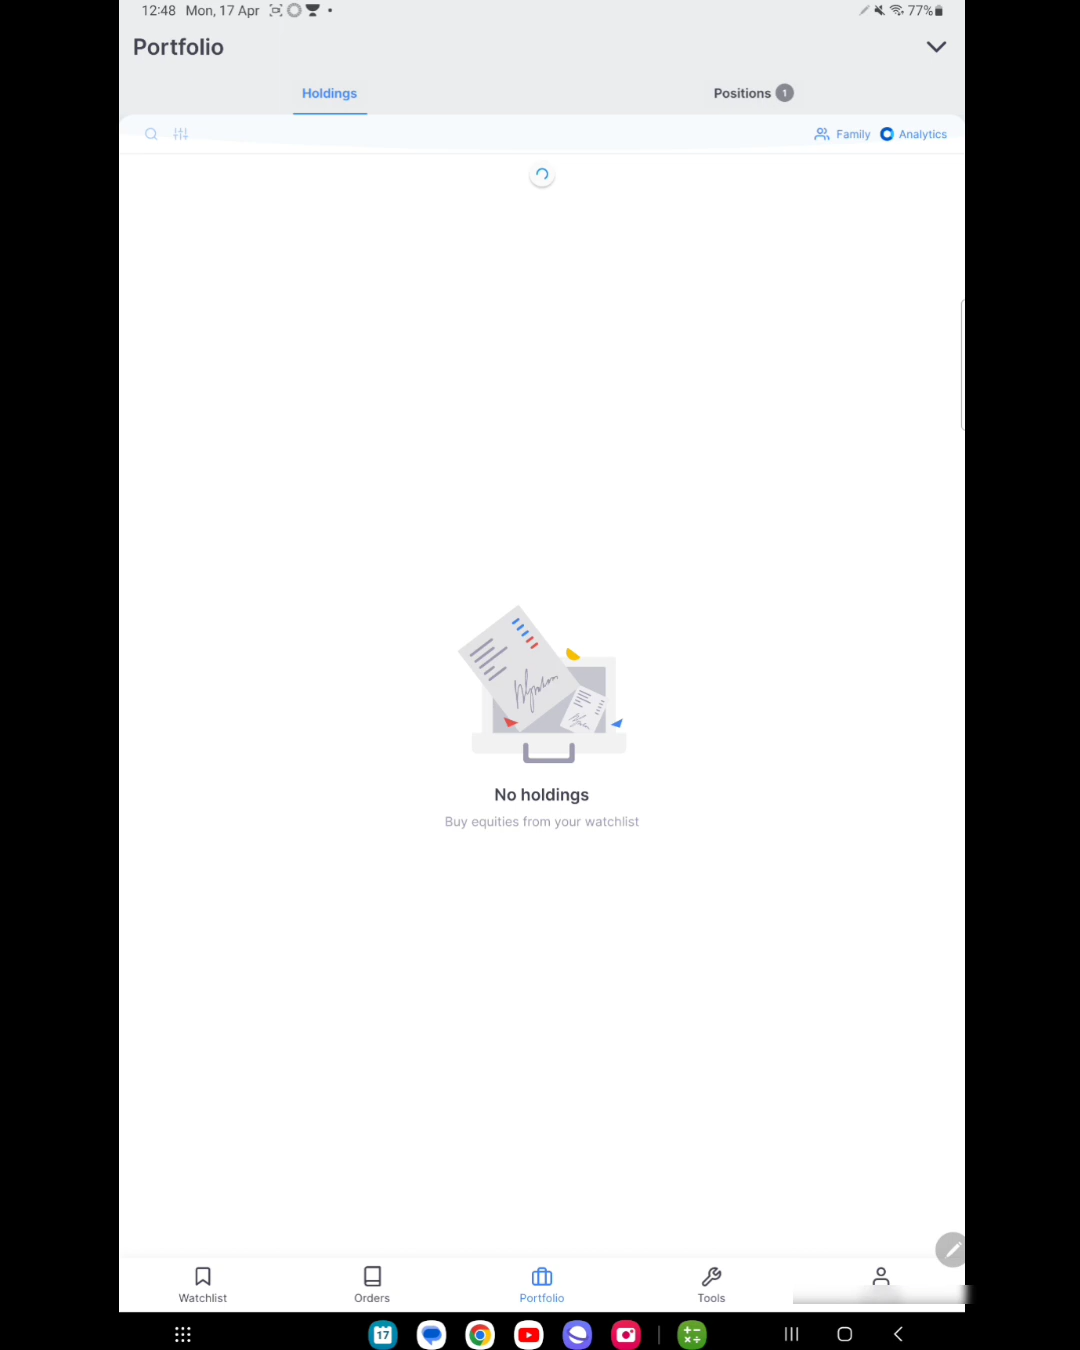 12:48 Mon, 17 Apr
77%
Portfolio
Holdings
Positions 1
Family Analytics
No holdings
Buy equities from your watchlist
Watchlist Orders Portfolio Tools
17